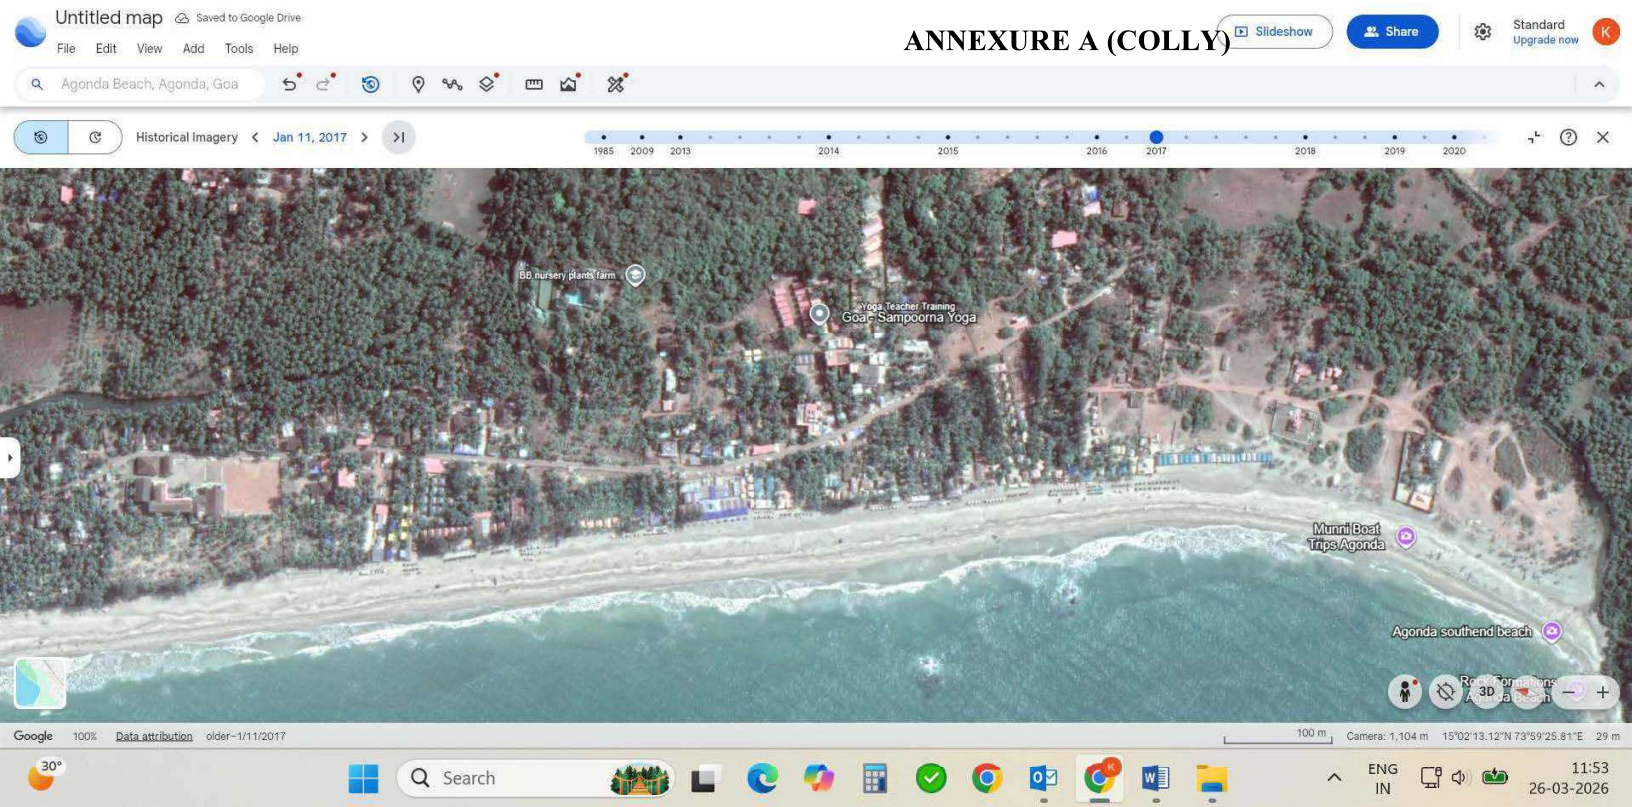 Untitled map Saved to Google Drive
ANNEXURE A (COLLY)
Slideshow
Share
Standard
Upgrade now
K
File Edit View Add Tools Help
Agonda Beach, Agonda, Goa
Historical Imagery Jan 11, 2017
1985 2009 2013 2014 2015 2016 2017 2018 2019 2020
BB nursery plants farm
Yoga Teacher Training
Goa - Sampoorna Yoga
Munni Boat
Trips Agonda
Agonda southend beach
Rock Formations
Agonda Beach
3D
Google 100% Data attribution older–1/11/2017
100 m Camera: 1,104 m 15°02'13.12"N 73°59'25.81"E 29 m
30°
Search
K
ENG
IN
11:53
26-03-2026